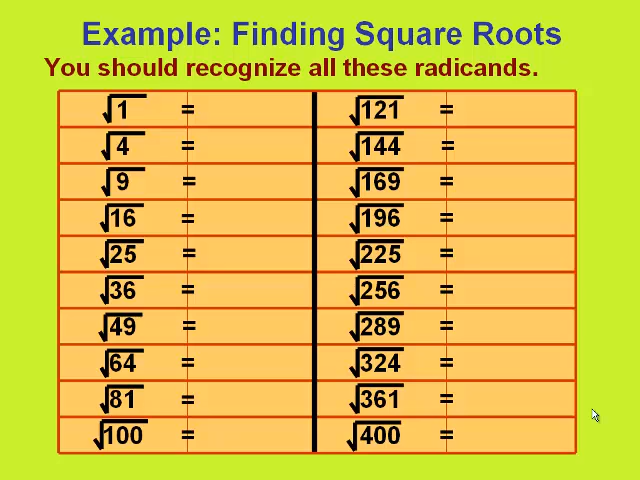 Example: Finding Square Roots
You should recognize all these radicands.
√1 = √121 =
√4 = √144 =
√9 = √169 =
√16 = √196 =
√25 = √225 =
√36 = √256 =
√49 = √289 =
√64 = √324 =
√81 = √361 =
√100 = √400 =